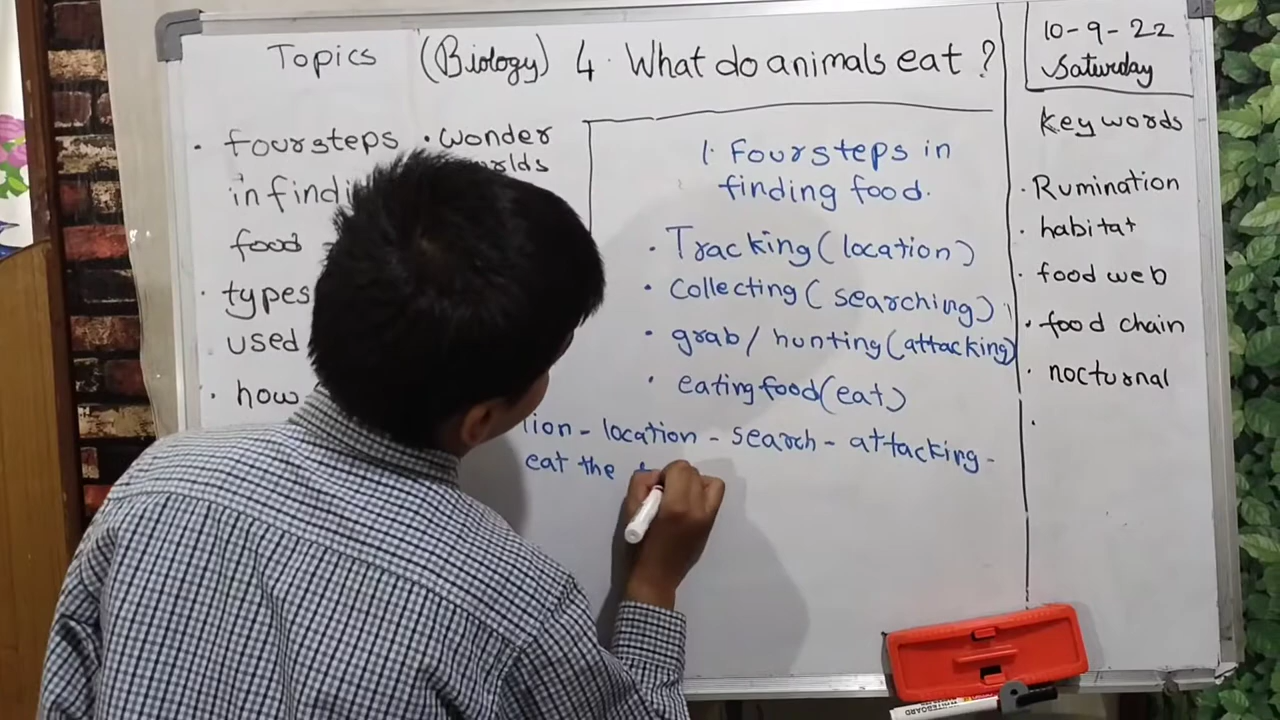 Topics (Biology) 4. What do animals eat ?
10-9-22
Saturday
• foursteps
food
• types
used
• how
• wonder
1. Foursteps in
finding food.
• Tracking (location)
• collecting (searching)
• grab / hunting (attacking)
• eating food (eat)
- location - search - attacking -
eat the
Key words
• Rumination
• habitat
• food web
• food chain
• nocturnal
•